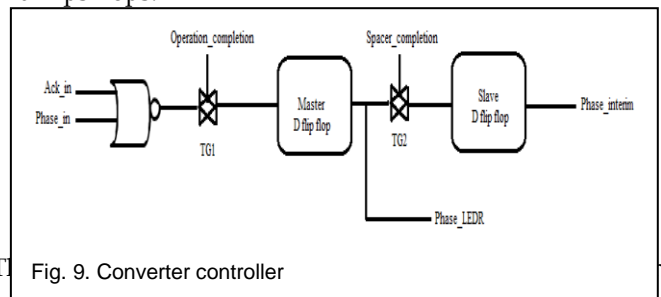 Operation_completion
Spacer_completion
Ack_in
Phase_in
Master
D flip flop
Slave
D flip flop
Phase_interim
TG1
TG2
Phase_LEDR
Fig. 9. Converter controller